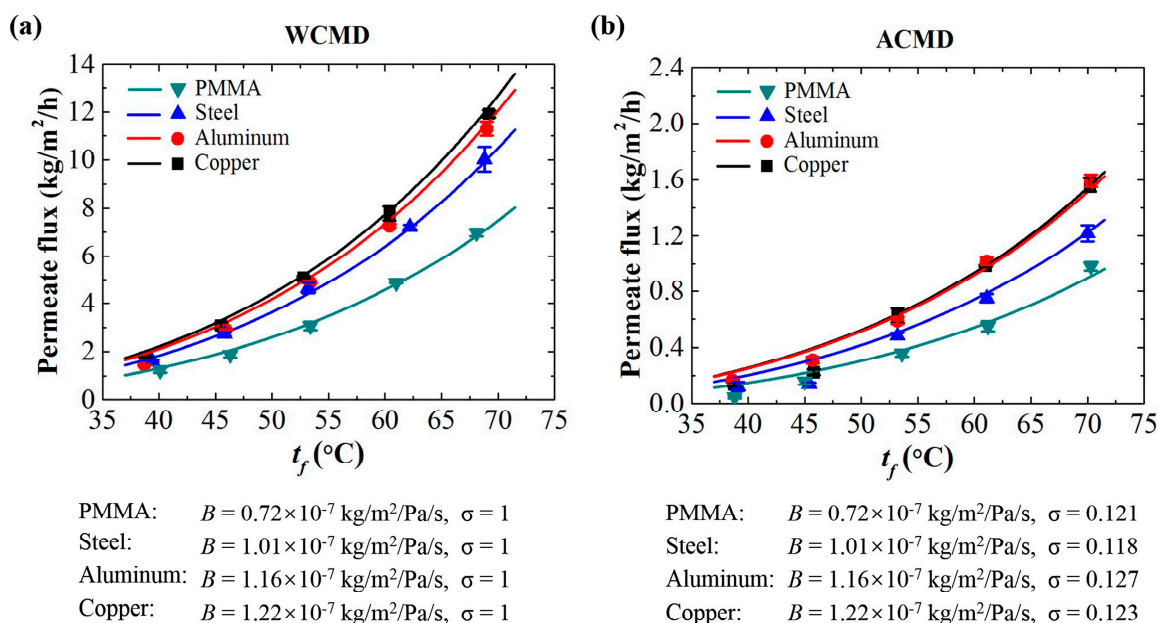 (a)
WCMD
Permeate flux (kg/m²/h)
14
12
10
8
6
4
2
0
PMMA
Steel
Aluminum
Copper
35 40 45 50 55 60 65 70 75
t_f (°C)
PMMA: B = 0.72×10⁻⁷ kg/m²/Pa/s, σ = 1
Steel: B = 1.01×10⁻⁷ kg/m²/Pa/s, σ = 1
Aluminum: B = 1.16×10⁻⁷ kg/m²/Pa/s, σ = 1
Copper: B = 1.22×10⁻⁷ kg/m²/Pa/s, σ = 1
(b)
ACMD
Permeate flux (kg/m²/h)
2.4
2.0
1.6
1.2
0.8
0.4
0.0
PMMA
Steel
Aluminum
Copper
35 40 45 50 55 60 65 70 75
t_f (°C)
PMMA: B = 0.72×10⁻⁷ kg/m²/Pa/s, σ = 0.121
Steel: B = 1.01×10⁻⁷ kg/m²/Pa/s, σ = 0.118
Aluminum: B = 1.16×10⁻⁷ kg/m²/Pa/s, σ = 0.127
Copper: B = 1.22×10⁻⁷ kg/m²/Pa/s, σ = 0.123